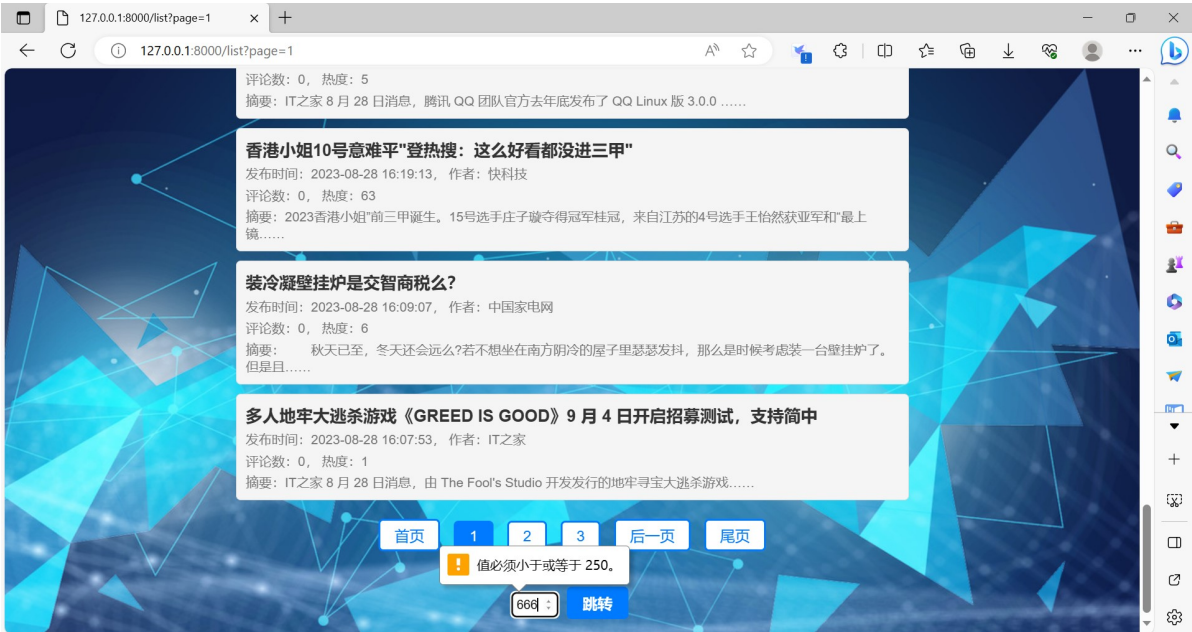 127.0.0.1:8000/list?page=1
127.0.0.1:8000/list?page=1
评论数：0， 热度：5
摘要：IT之家 8 月 28 日消息，腾讯 QQ 团队官方去年底发布了 QQ Linux 版 3.0.0 ……
香港小姐10号意难平"登热搜：这么好看都没进三甲"
发布时间：2023-08-28 16:19:13， 作者：快科技
评论数：0， 热度：63
摘要：2023香港小姐"前三甲诞生。15号选手庄子璇夺得冠军桂冠，来自江苏的4号选手王怡然获亚军和"最上
镜……
装冷凝壁挂炉是交智商税么?
发布时间：2023-08-28 16:09:07， 作者：中国家电网
评论数：0， 热度：6
摘要： 秋天已至，冬天还会远么?若不想坐在南方阴冷的屋子里瑟瑟发抖，那么是时候考虑装一台壁挂炉了。
但是且……
多人地牢大逃杀游戏《GREED IS GOOD》9 月 4 日开启招募测试，支持简中
发布时间：2023-08-28 16:07:53， 作者：IT之家
评论数：0， 热度：1
摘要：IT之家 8 月 28 日消息，由 The Fool's Studio 开发发行的地牢寻宝大逃杀游戏……
首页 1 2 3 后一页 尾页
值必须小于或等于 250。
666 跳转